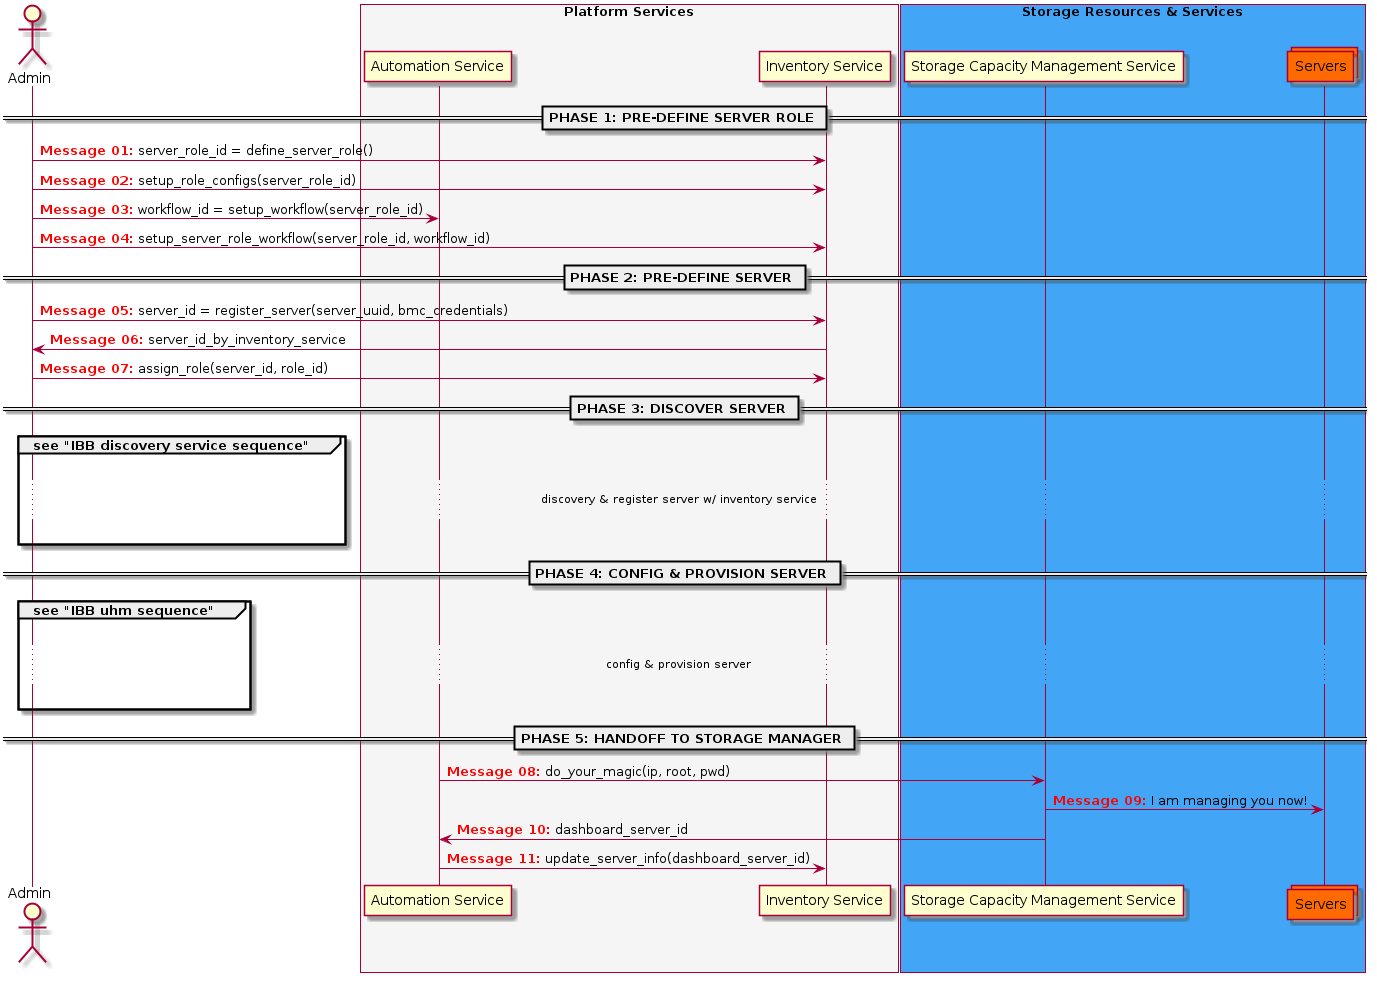 Platform Services
Storage Resources & Services
Admin
Automation Service
Inventory Service
Storage Capacity Management Service
Servers
PHASE 1: PRE-DEFINE SERVER ROLE
Message 01: server_role_id = define_server_role()
Message 02: setup_role_configs(server_role_id)
Message 03: workflow_id = setup_workflow(server_role_id)
Message 04: setup_server_role_workflow(server_role_id, workflow_id)
PHASE 2: PRE-DEFINE SERVER
Message 05: server_id = register_server(server_uuid, bmc_credentials)
Message 06: server_id_by_inventory_service
Message 07: assign_role(server_id, role_id)
PHASE 3: DISCOVER SERVER
see "IBB discovery service sequence"
discovery & register server w/ inventory service
PHASE 4: CONFIG & PROVISION SERVER
see "IBB uhm sequence"
config & provision server
PHASE 5: HANDOFF TO STORAGE MANAGER
Message 08: do_your_magic(ip, root, pwd)
Message 09: I am managing you now!
Message 10: dashboard_server_id
Message 11: update_server_info(dashboard_server_id)
Admin
Automation Service
Inventory Service
Storage Capacity Management Service
Servers